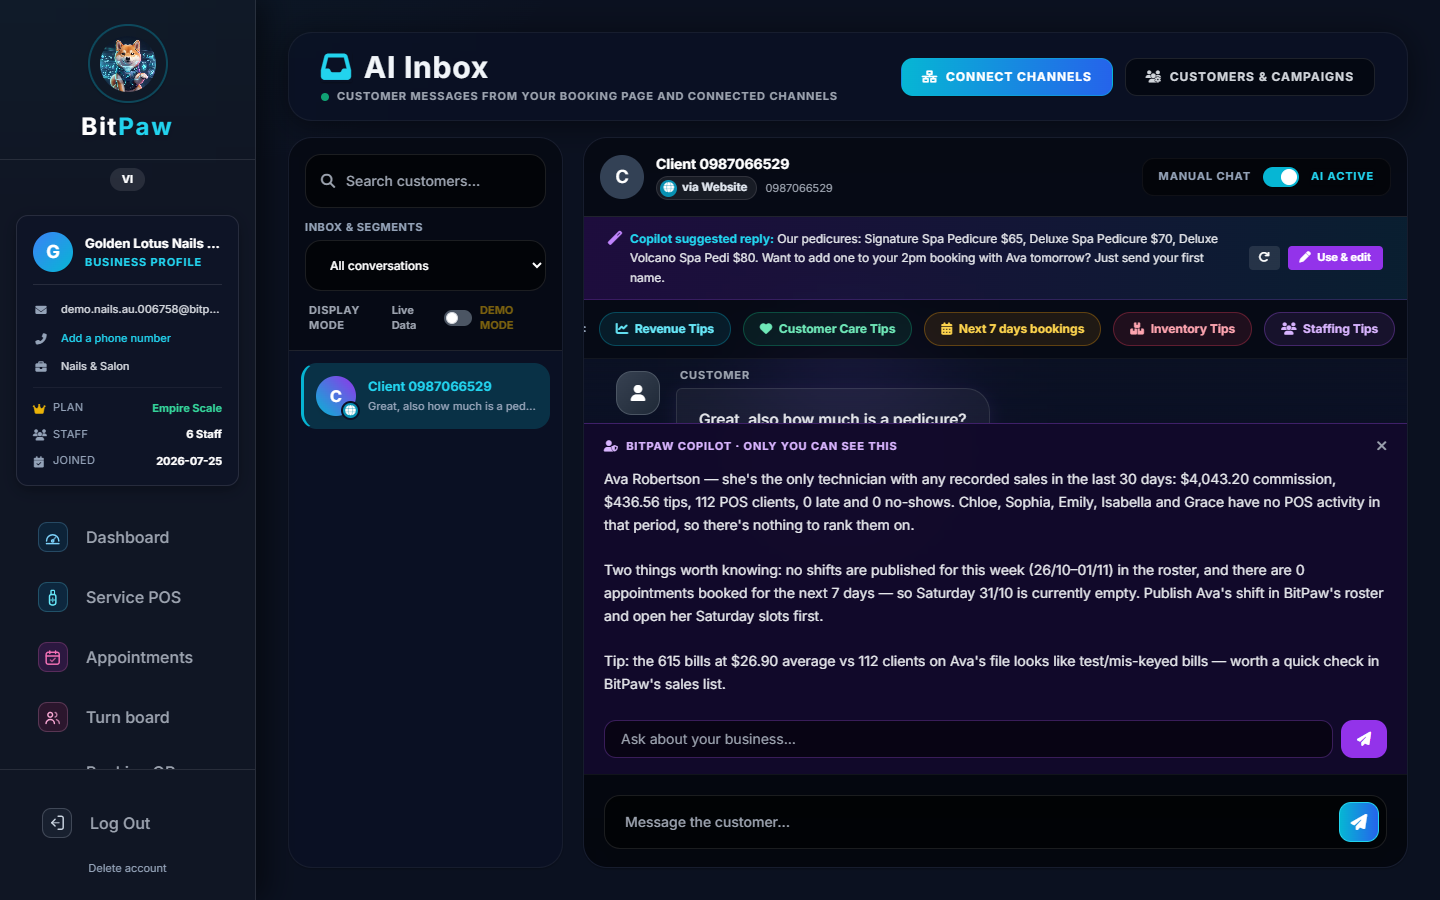 BitPaw
VI
G
Golden Lotus Nails ...
BUSINESS PROFILE
demo.nails.au.006758@bitp...
Add a phone number
Nails & Salon
PLAN
Empire Scale
STAFF
6 Staff
JOINED
2026-07-25
Dashboard
Service POS
Appointments
Turn board
Log Out
Delete account
AI Inbox
CUSTOMER MESSAGES FROM YOUR BOOKING PAGE AND CONNECTED CHANNELS
CONNECT CHANNELS
CUSTOMERS & CAMPAIGNS
Search customers...
INBOX & SEGMENTS
All conversations
DISPLAY MODE
Live Data
DEMO MODE
C
Client 0987066529
Great, also how much is a ped...
C
Client 0987066529
via Website
0987066529
MANUAL CHAT
AI ACTIVE
Copilot suggested reply: Our pedicures: Signature Spa Pedicure $65, Deluxe Spa Pedicure $70, Deluxe
Volcano Spa Pedi $80. Want to add one to your 2pm booking with Ava tomorrow? Just send your first
name.
Use & edit
:
Revenue Tips
Customer Care Tips
Next 7 days bookings
Inventory Tips
Staffing Tips
CUSTOMER
Great, also how much is a pedicure?
BITPAW COPILOT · ONLY YOU CAN SEE THIS
Ava Robertson — she's the only technician with any recorded sales in the last 30 days: $4,043.20 commission,
$436.56 tips, 112 POS clients, 0 late and 0 no-shows. Chloe, Sophia, Emily, Isabella and Grace have no POS activity in
that period, so there's nothing to rank them on.
Two things worth knowing: no shifts are published for this week (26/10–01/11) in the roster, and there are 0
appointments booked for the next 7 days — so Saturday 31/10 is currently empty. Publish Ava's shift in BitPaw's roster
and open her Saturday slots first.
Tip: the 615 bills at $26.90 average vs 112 clients on Ava's file looks like test/mis-keyed bills — worth a quick check in
BitPaw's sales list.
Ask about your business...
Message the customer...